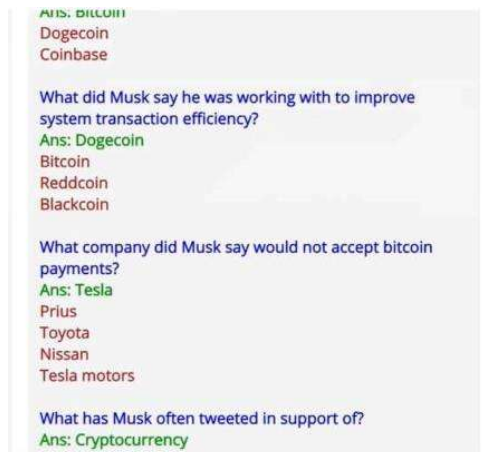 Ans: Bitcoin
Dogecoin
Coinbase
What did Musk say he was working with to improve
system transaction efficiency?
Ans: Dogecoin
Bitcoin
Reddcoin
Blackcoin
What company did Musk say would not accept bitcoin
payments?
Ans: Tesla
Prius
Toyota
Nissan
Tesla motors
What has Musk often tweeted in support of?
Ans: Cryptocurrency